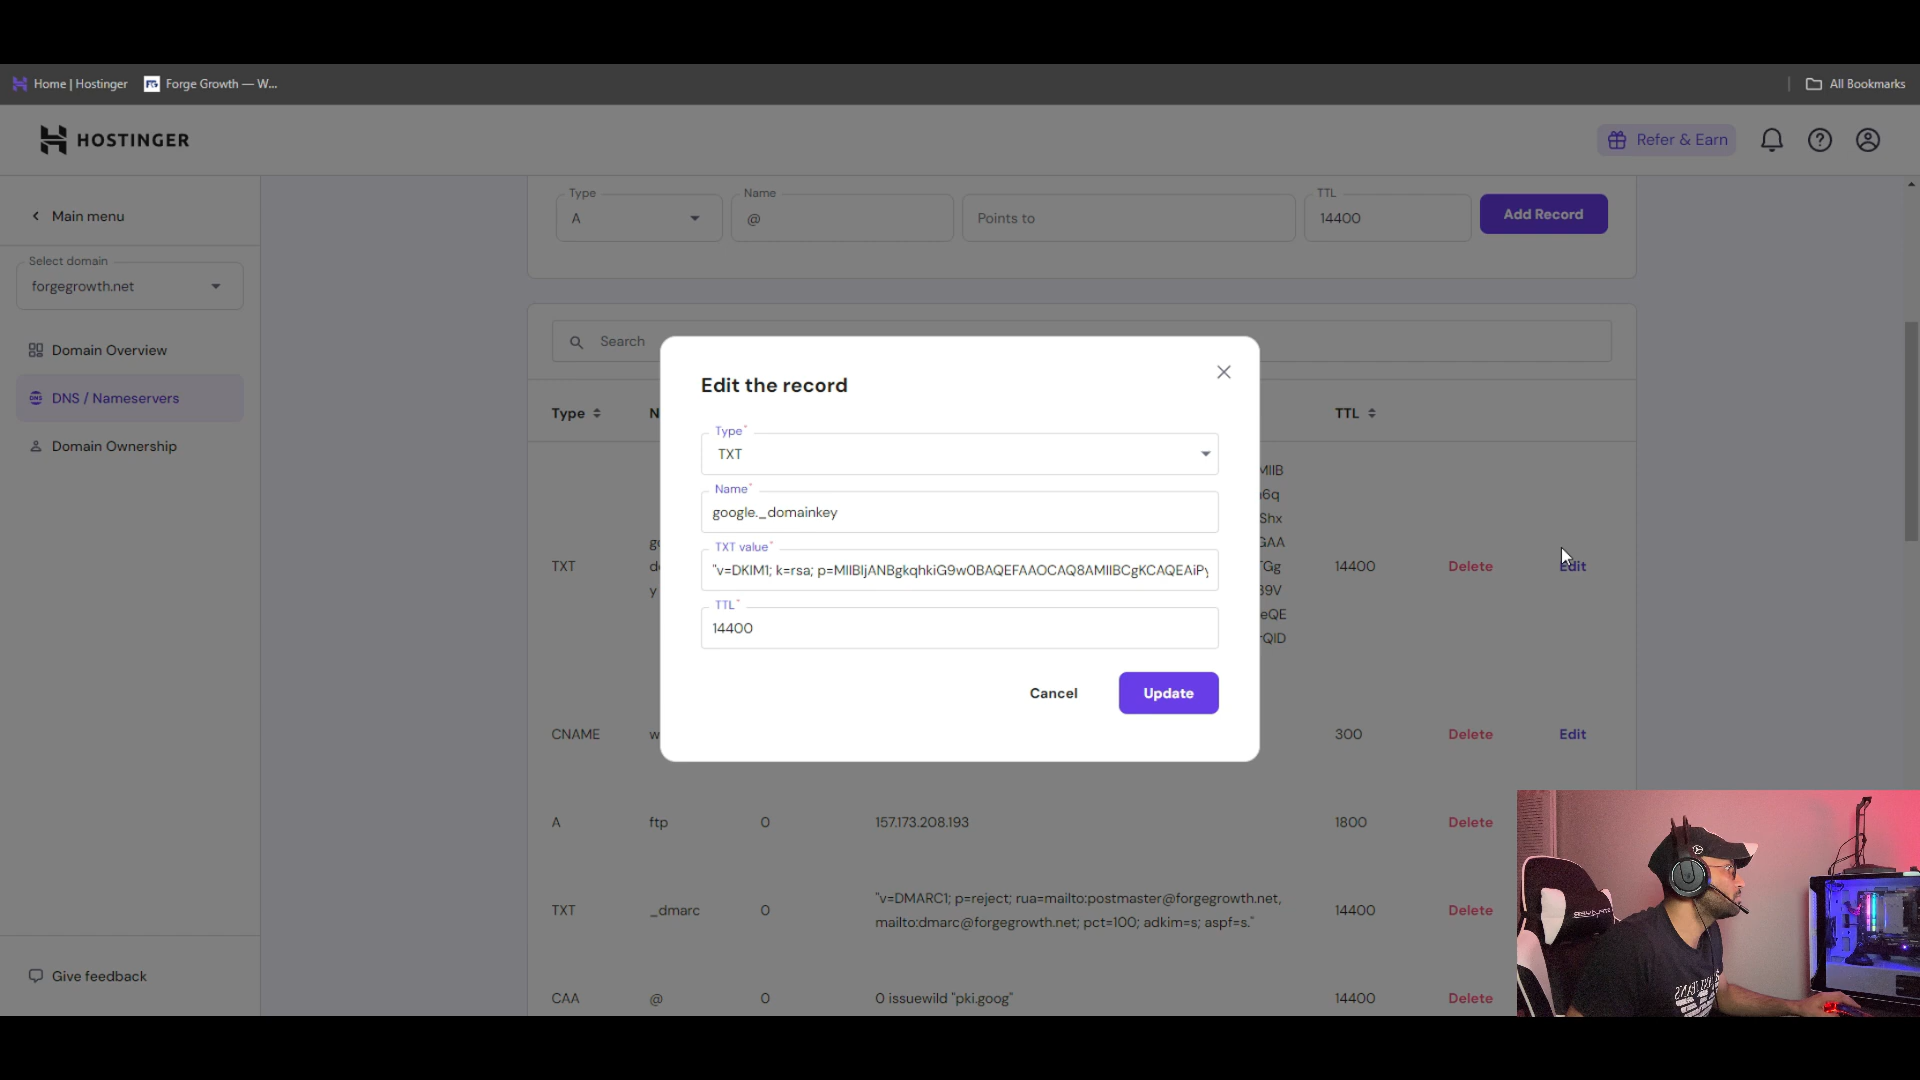 Home | Hostinger
Forge Growth — W...
All Bookmarks
HOSTINGER
Refer & Earn
Main menu
Select domain
forgegrowth.net
Domain Overview
DNS / Nameservers
Domain Ownership
Give feedback
Type
A
Name
@
Points to
TTL
14400
Add Record
Search
Type
N
TTL
Edit the record
Type*
TXT
Name*
google._domainkey
TXT value*
"v=DKIM1; k=rsa; p=MIIBIjANBgkqhkiG9w0BAQEFAAOCAQ8AMIIBCgKCAQEAiPy
TTL*
14400
Cancel
Update
TXT
MIIB
Shx
GAA
eQE
14400
Delete
Edit
CNAME
w
300
Delete
Edit
A
ftp
0
157.173.208.193
1800
Delete
TXT
_dmarc
0
"v=DMARC1; p=reject; rua=mailto:postmaster@forgegrowth.net,
mailto:dmarc@forgegrowth.net; pct=100; adkim=s; aspf=s."
14400
Delete
CAA
@
0
0 issuewild "pki.goog"
14400
Delete